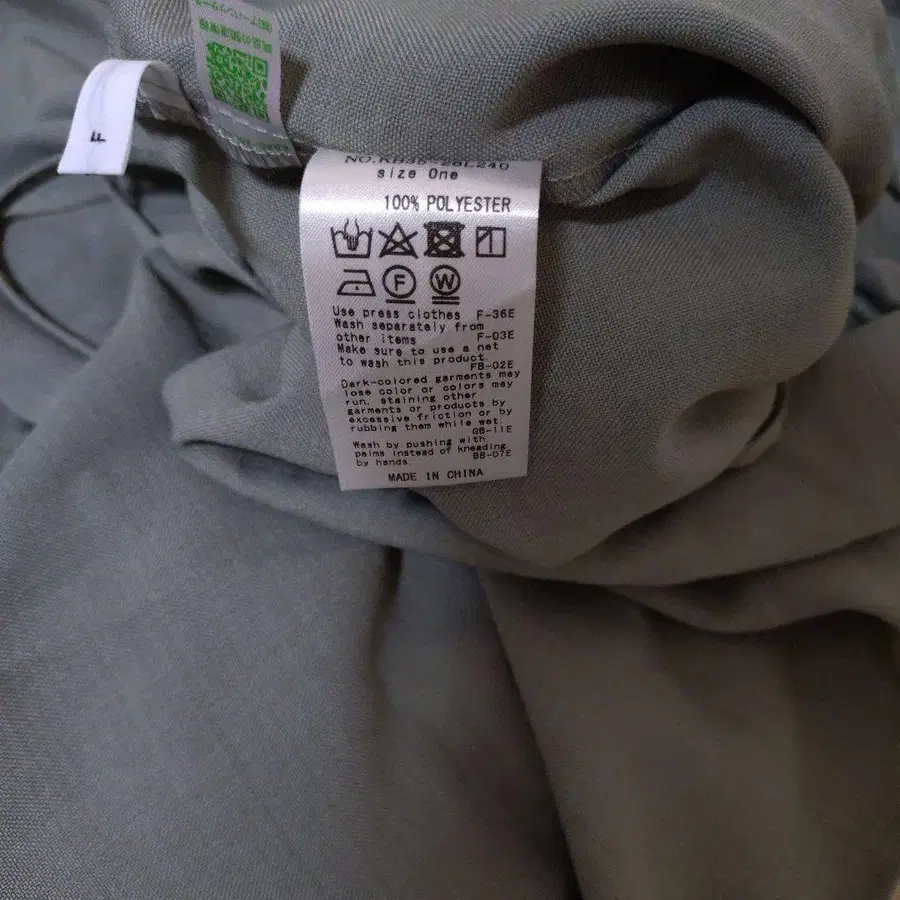 F
NO.KH35-28L240
size One
100% POLYESTER
F W
Use press clothes F-36E
Wash separately from
other items F-03E
Make sure to use a net
to wash this product.
FB-02E
Dark-colored garments may
lose color or colors may
run, staining other
garments or products by
excessive friction or by
rubbing them while wet.
GB-11E
Wash by pushing with
palms instead of kneading
by hands. BB-07E
MADE IN CHINA